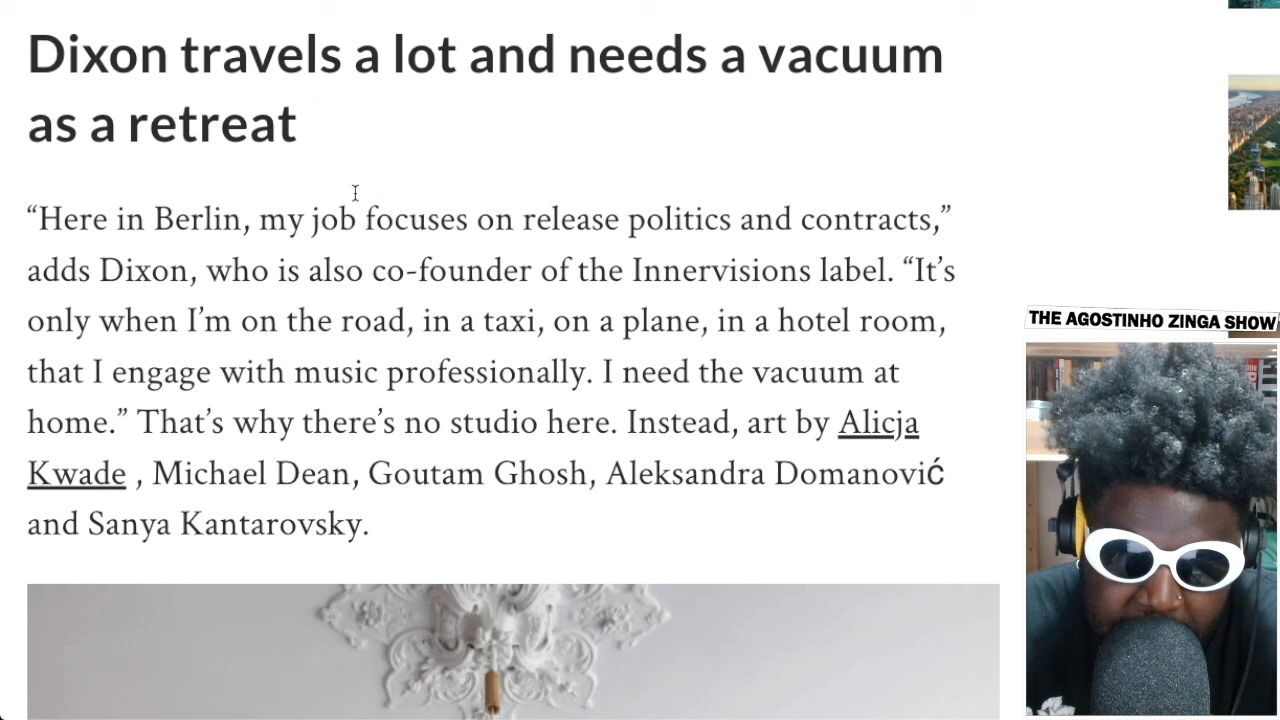 Dixon travels a lot and needs a vacuum
as a retreat
“Here in Berlin, my job focuses on release politics and contracts,”
adds Dixon, who is also co-founder of the Innervisions label. “It’s
only when I’m on the road, in a taxi, on a plane, in a hotel room,
that I engage with music professionally. I need the vacuum at
home.” That’s why there’s no studio here. Instead, art by Alicja
Kwade , Michael Dean, Goutam Ghosh, Aleksandra Domanović
and Sanya Kantarovsky.
THE AGOSTINHO ZINGA SHOW